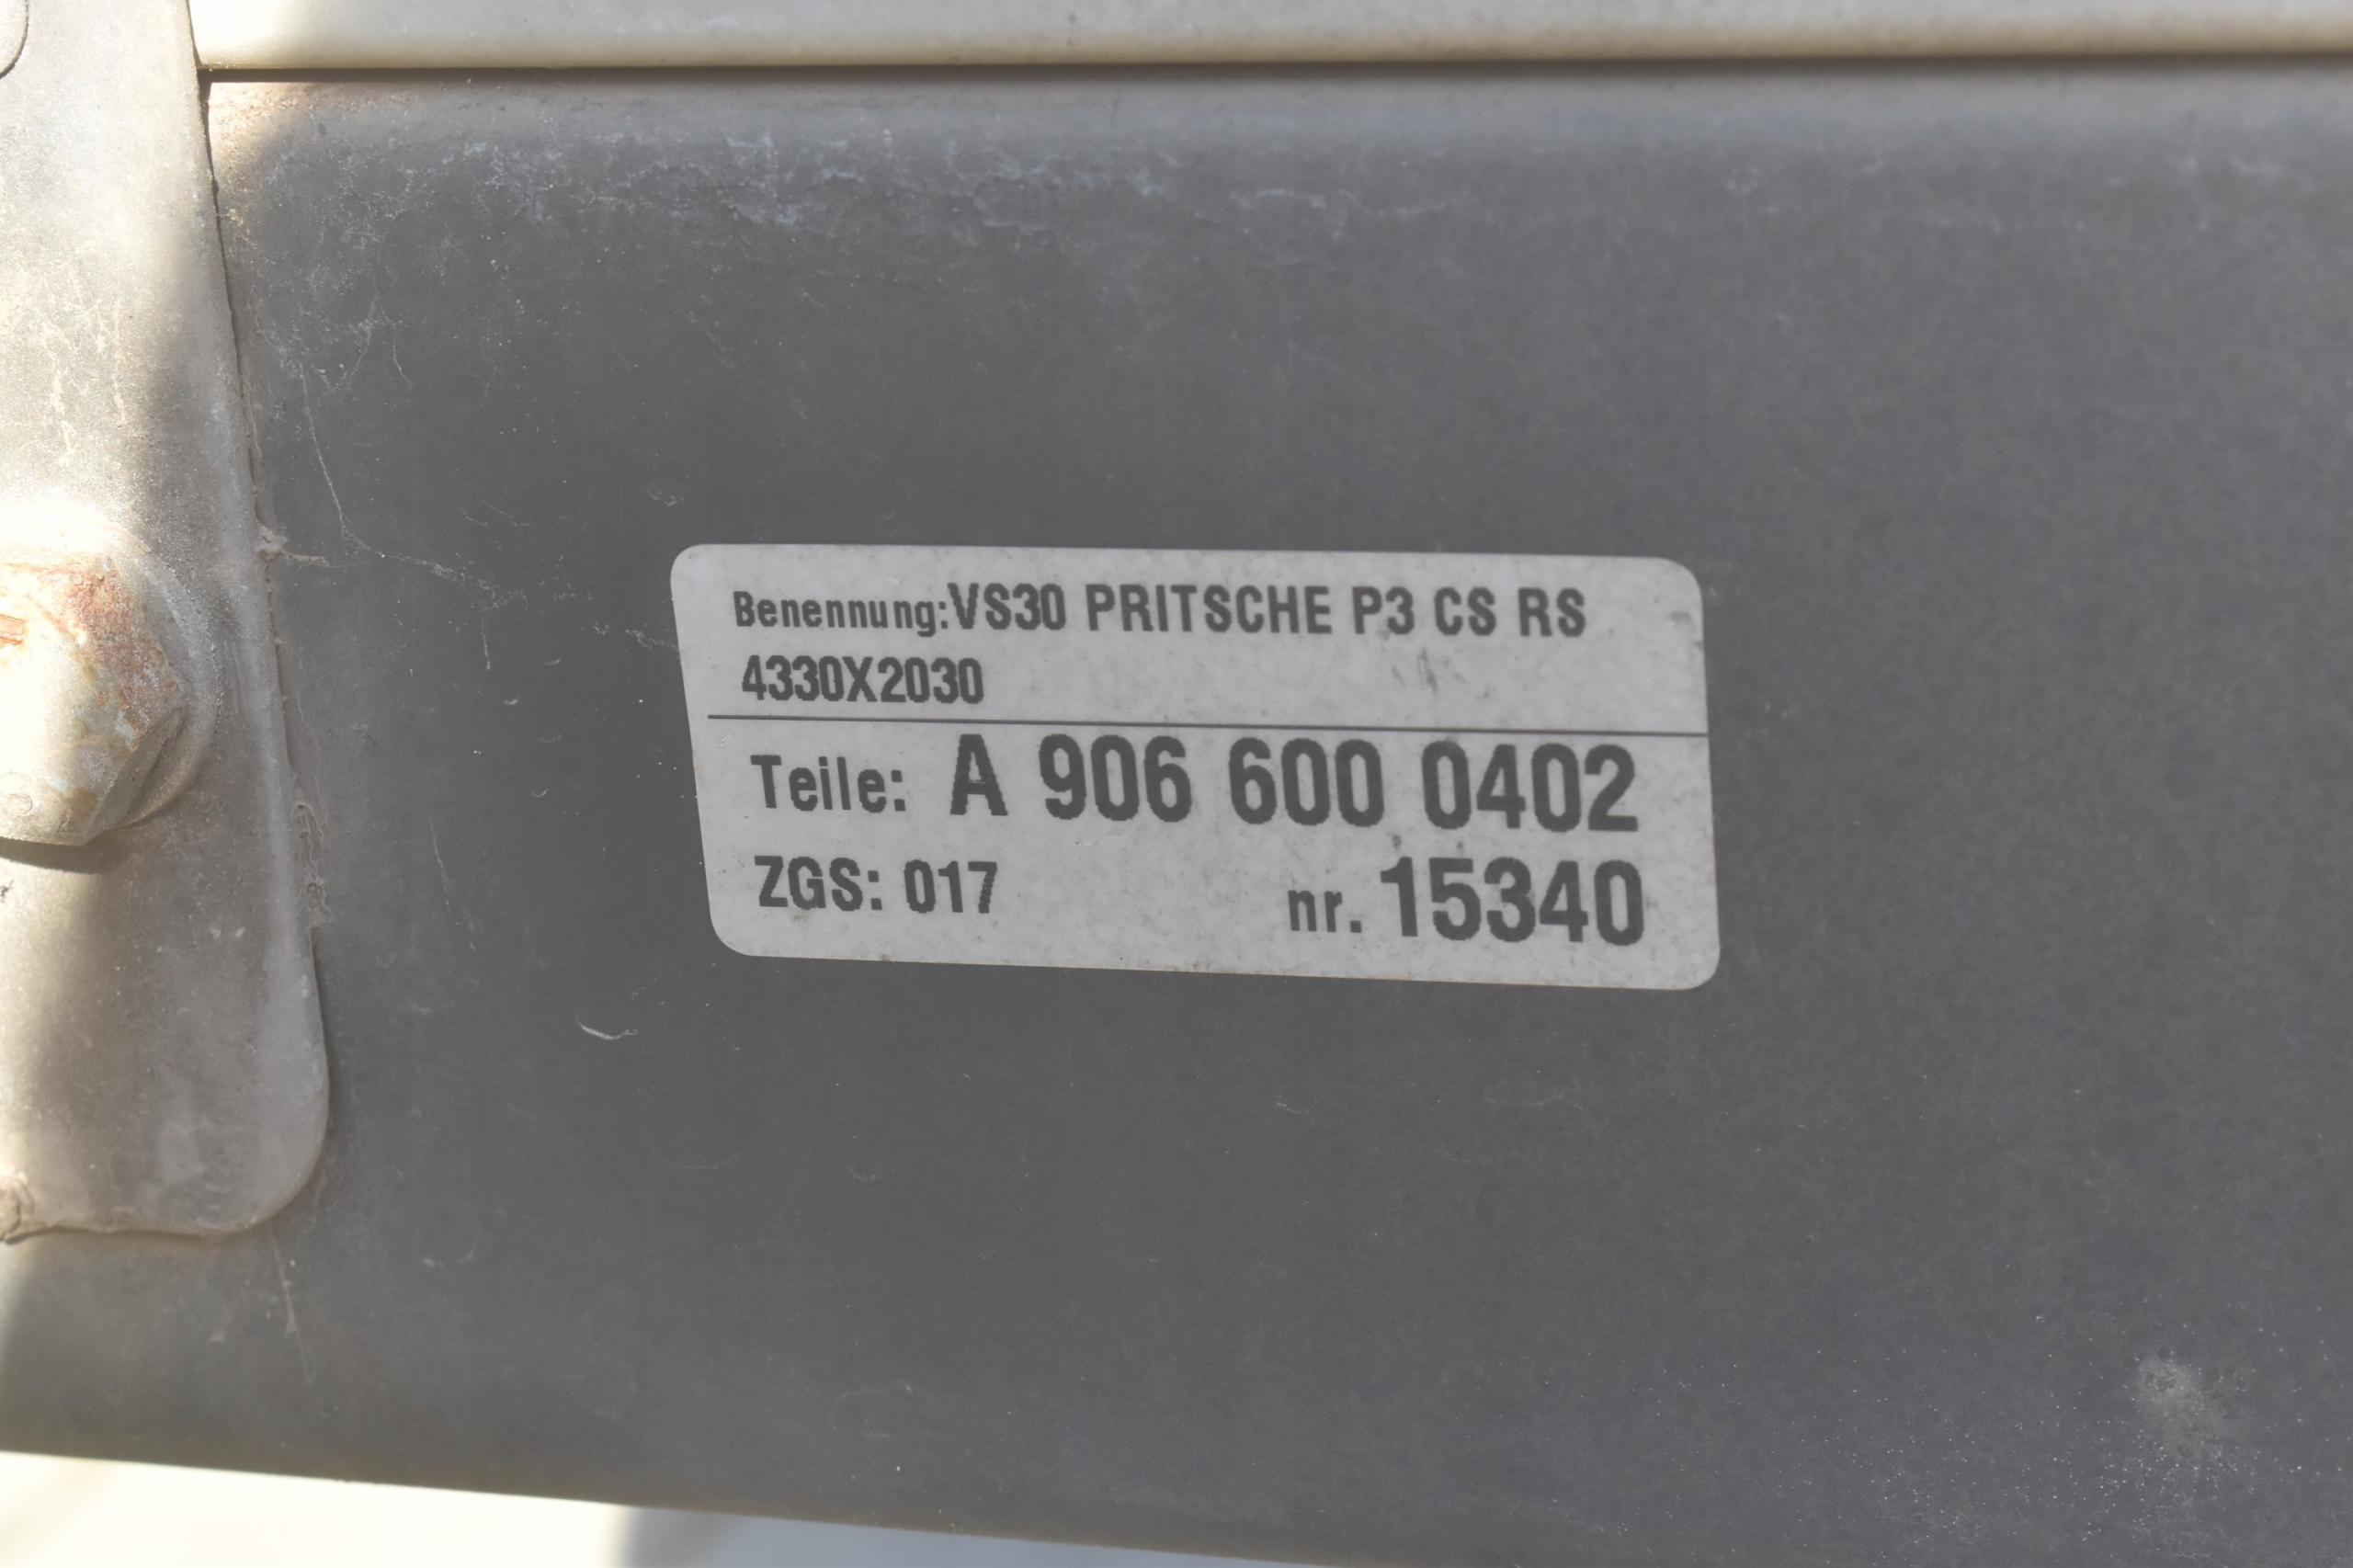 Benennung:VS30 PRITSCHE P3 CS RS
4330X2030
Teile: A 906 600 0402
ZGS: 017 nr. 15340